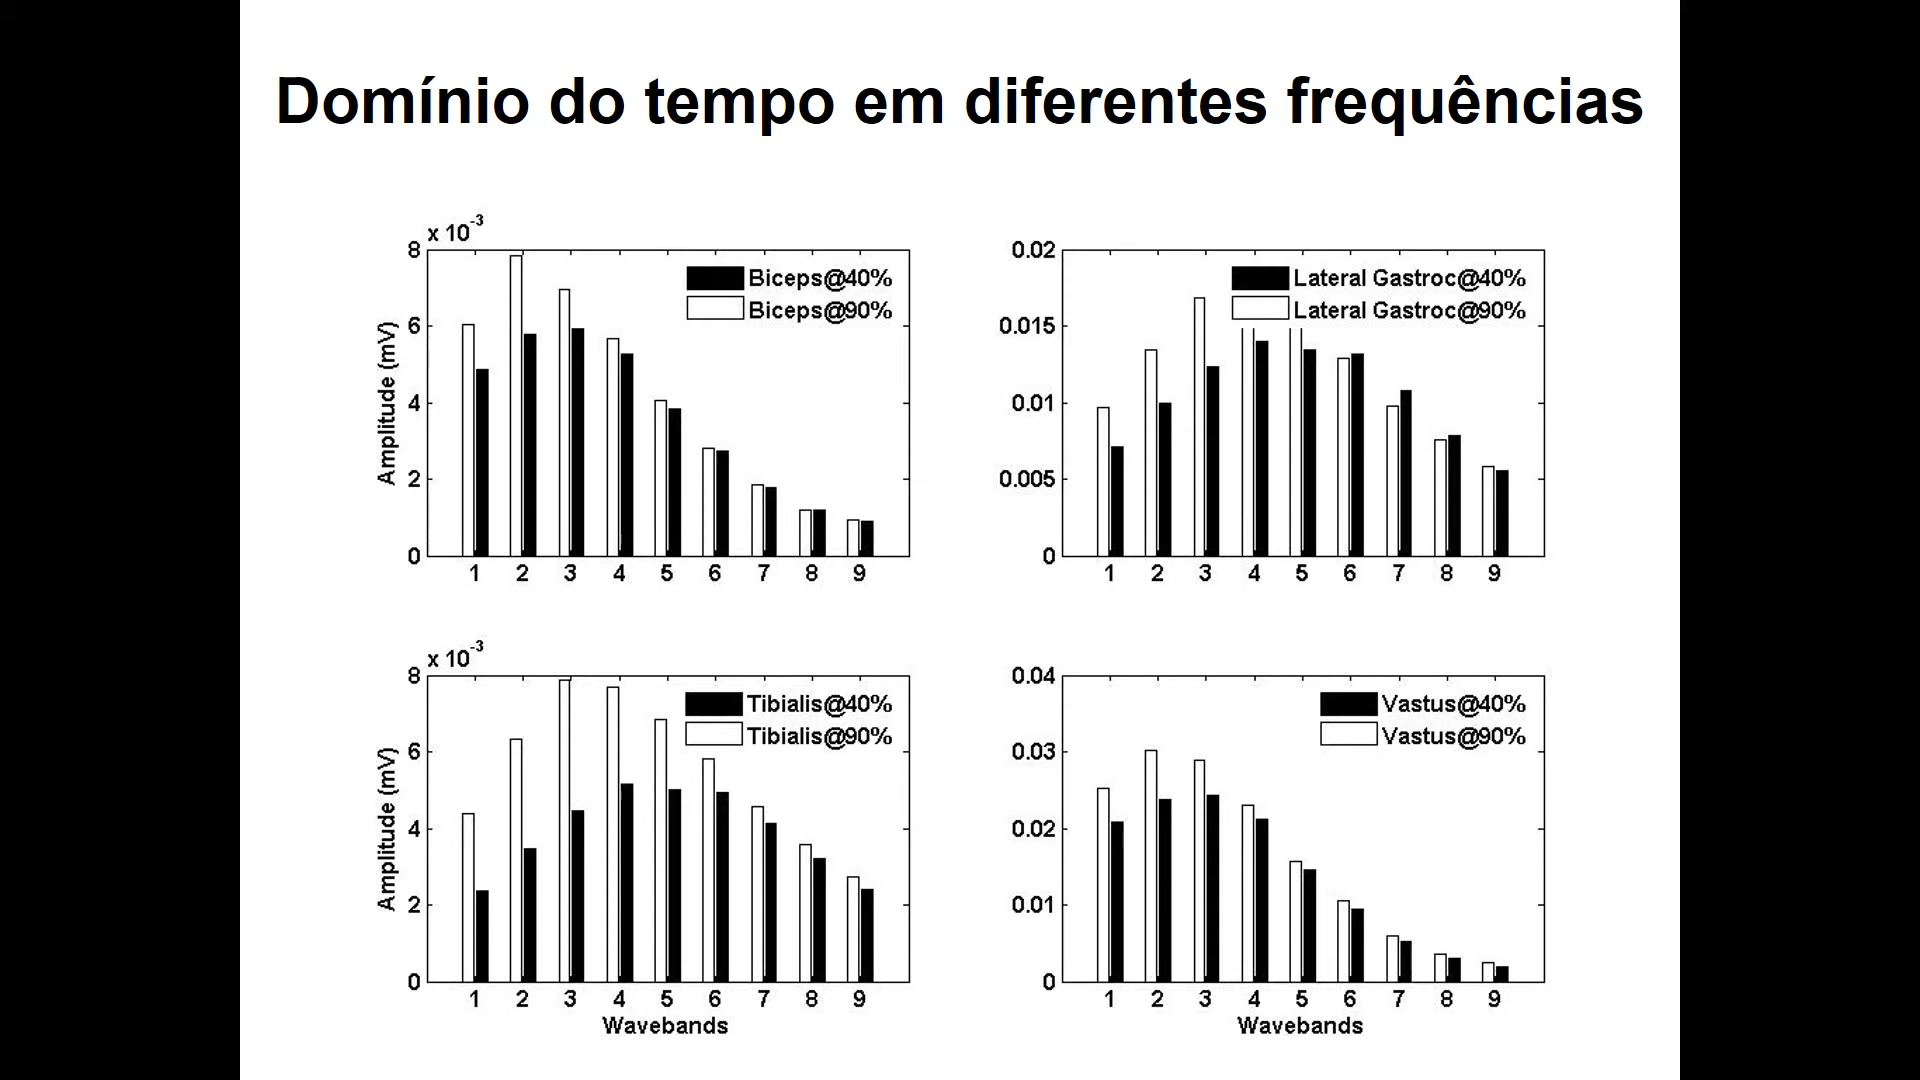 Domínio do tempo em diferentes frequências
x 10-3
8
6
4
2
0
Amplitude (mV)
Biceps@40%
Biceps@90%
1 2 3 4 5 6 7 8 9
0.02
0.015
0.01
0.005
0
Lateral Gastroc@40%
Lateral Gastroc@90%
1 2 3 4 5 6 7 8 9
x 10-3
8
6
4
2
0
Amplitude (mV)
Tibialis@40%
Tibialis@90%
1 2 3 4 5 6 7 8 9
Wavebands
0.04
0.03
0.02
0.01
0
Vastus@40%
Vastus@90%
1 2 3 4 5 6 7 8 9
Wavebands